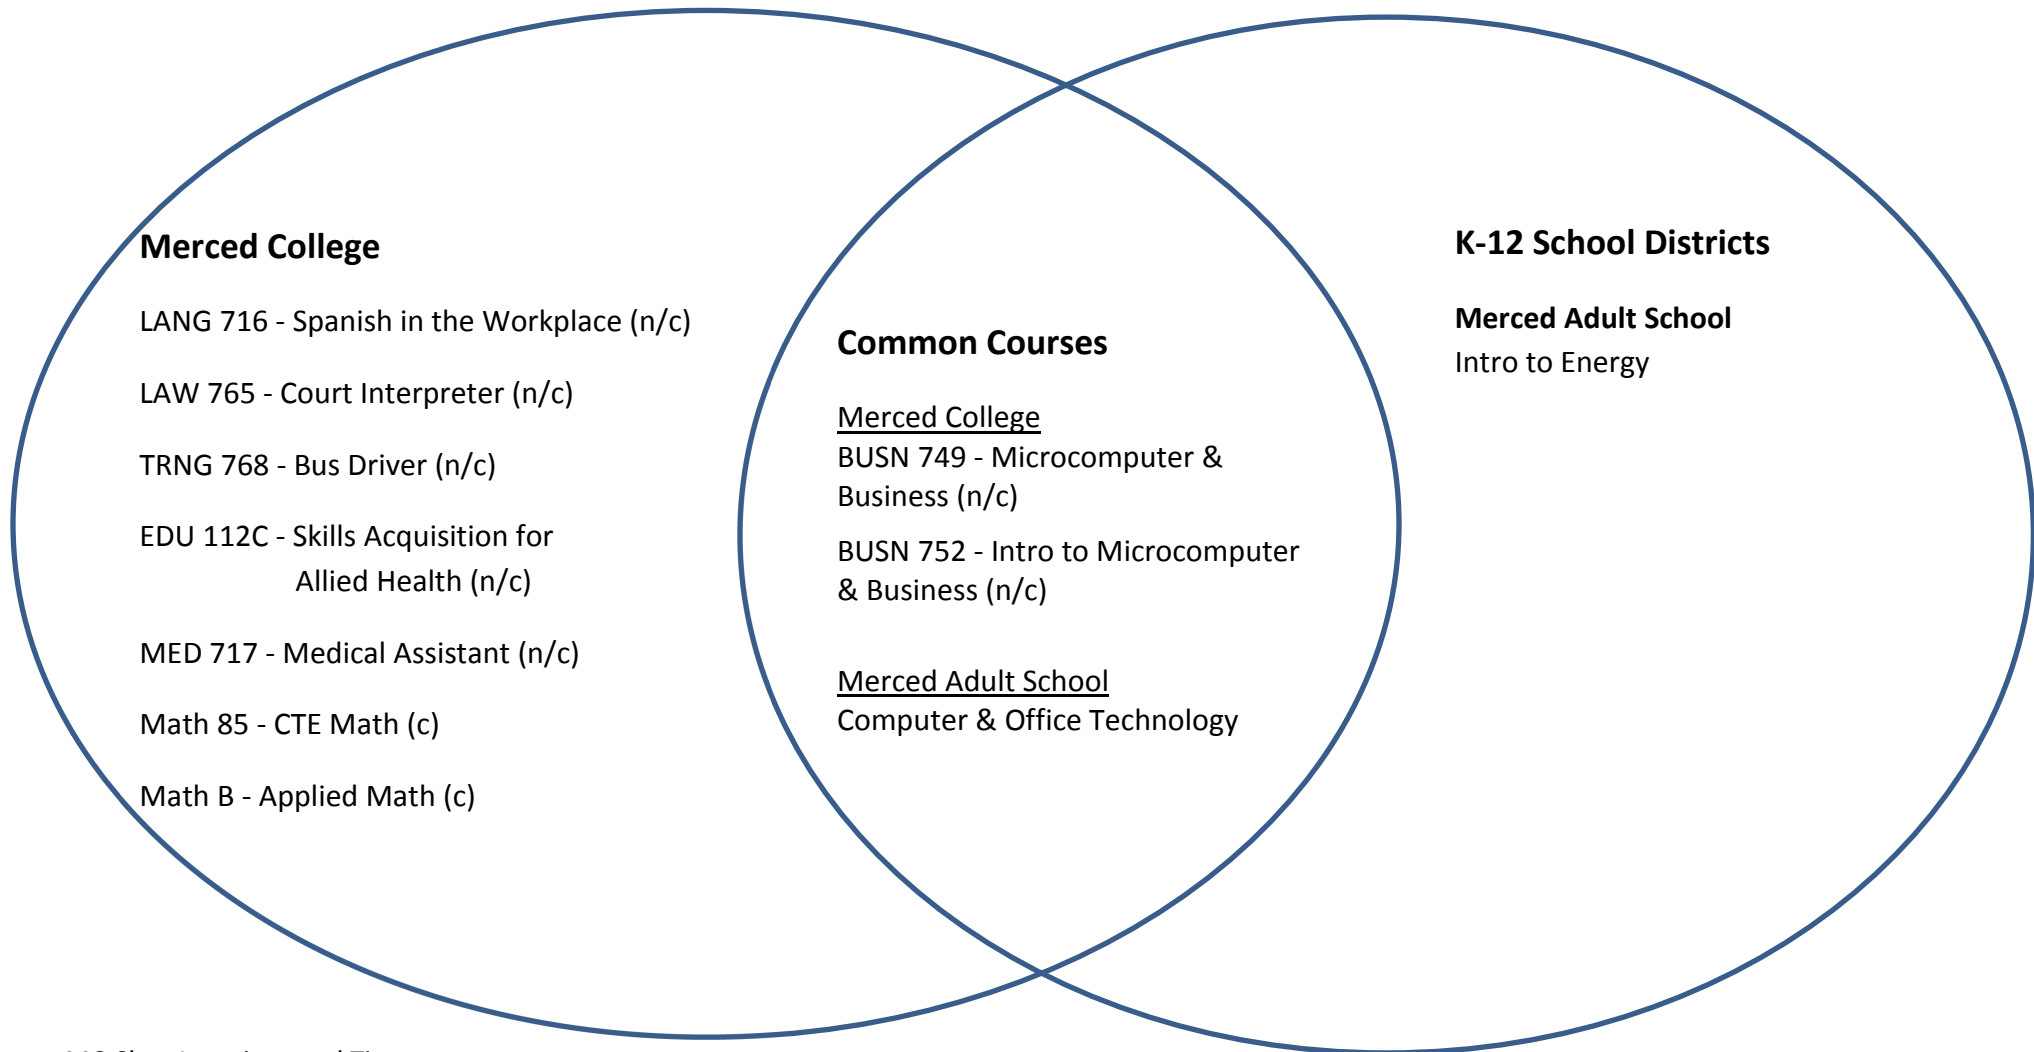 Merced College
LANG 716 - Spanish in the Workplace (n/c)
LAW 765 - Court Interpreter (n/c)
TRNG 768 - Bus Driver (n/c)
EDU 112C - Skills Acquisition for
Allied Health (n/c)
MED 717 - Medical Assistant (n/c)
Math 85 - CTE Math (c)
Math B - Applied Math (c)
Common Courses
Merced College
BUSN 749 - Microcomputer &
Business (n/c)
BUSN 752 - Intro to Microcomputer
& Business (n/c)
Merced Adult School
Computer & Office Technology
K-12 School Districts
Merced Adult School
Intro to Energy